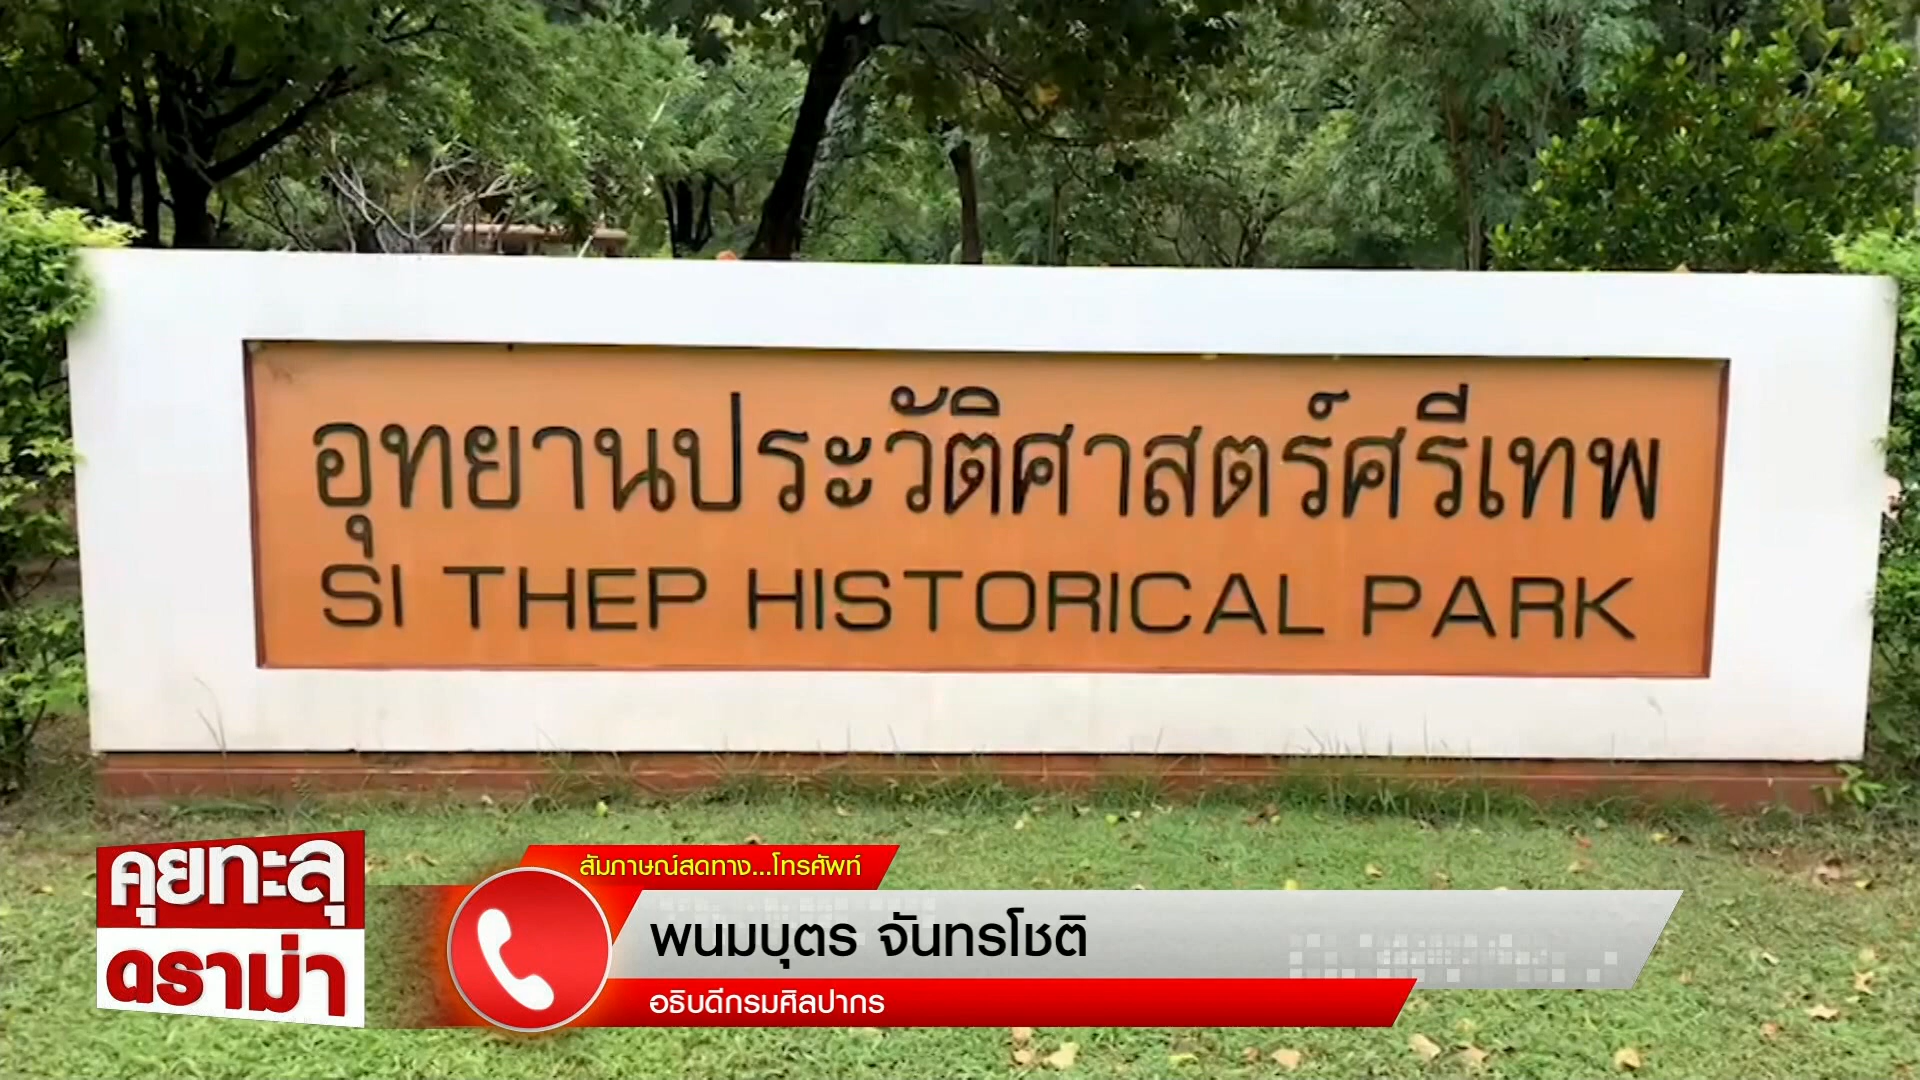 อุทยานประวัติศาสตร์ศรีเทพ
SI THEP HISTORICAL PARK
คุยทะลุ
ดราม่า
สัมภาษณ์สดทาง...โทรศัพท์
พนมบุตร จันทรโชติ
อธิบดีกรมศิลปากร